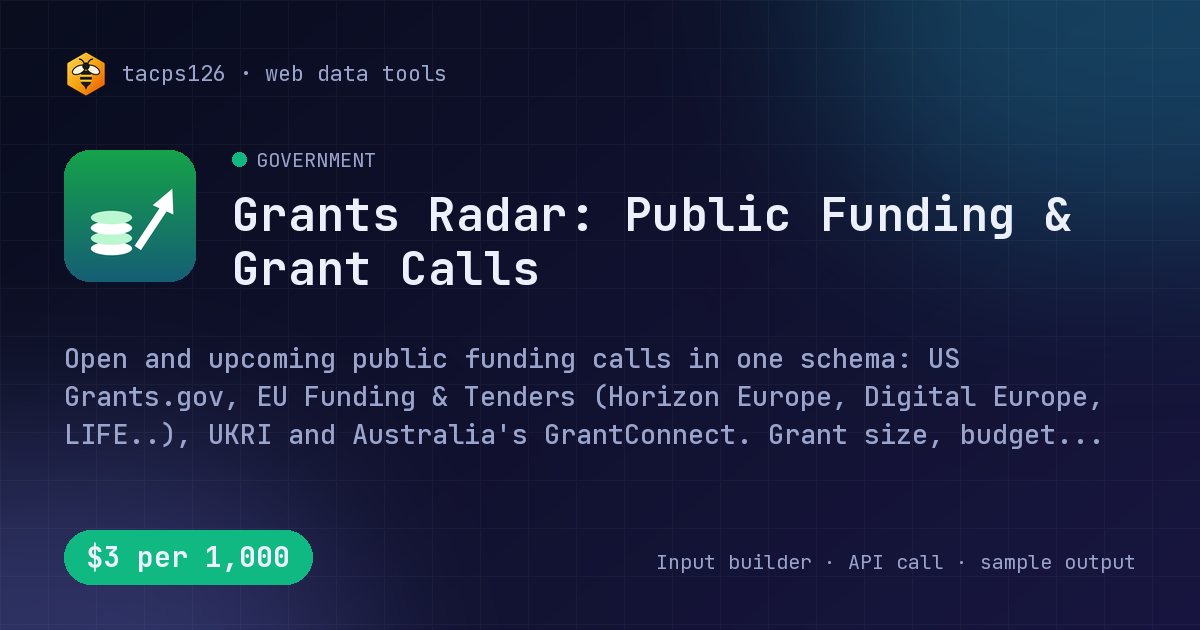 tacps126 · web data tools
GOVERNMENT
Grants Radar: Public Funding &
Grant Calls
Open and upcoming public funding calls in one schema: US
Grants.gov, EU Funding & Tenders (Horizon Europe, Digital Europe,
LIFE..), UKRI and Australia's GrantConnect. Grant size, budget...
$3 per 1,000
Input builder · API call · sample output